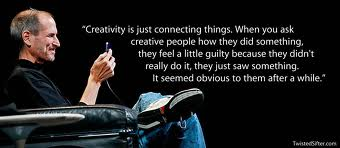 “Creativity is just connecting things. When you ask
creative people how they did something,
they feel a little guilty because they didn't
really do it, they just saw something.
It seemed obvious to them after a while.”
TwistedSifter.com